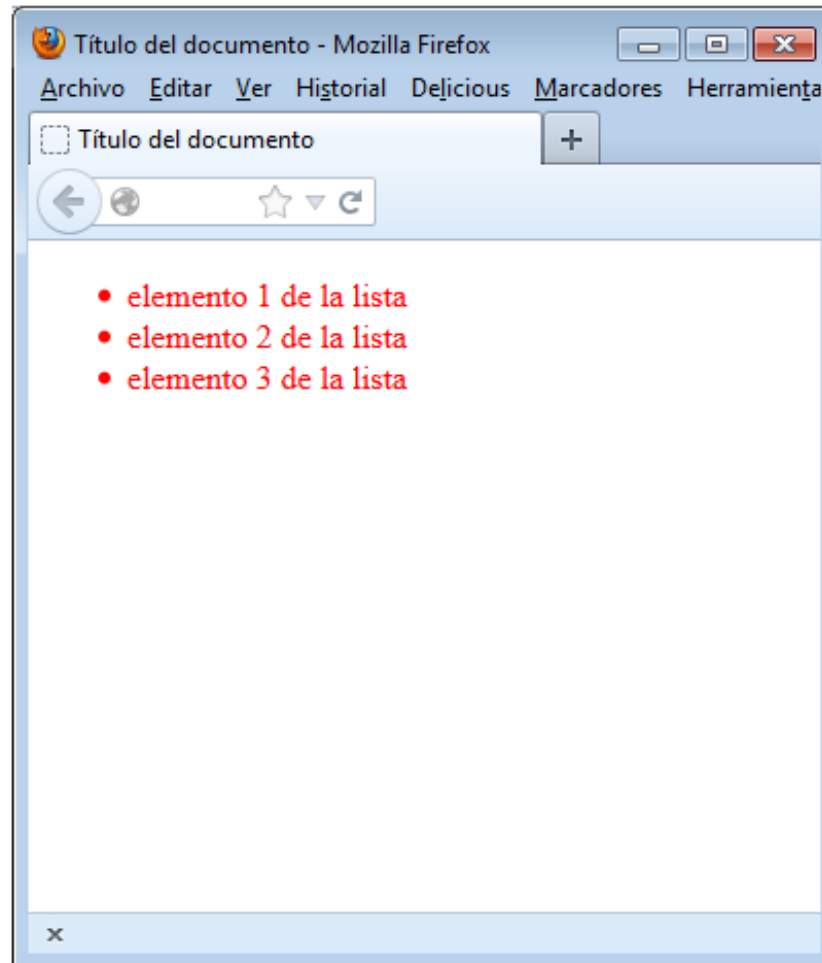 Título del documento - Mozilla Firefox
Archivo Editar Ver Historial Delicious Marcadores Herramienta
Título del documento
elemento 1 de la lista
elemento 2 de la lista
elemento 3 de la lista